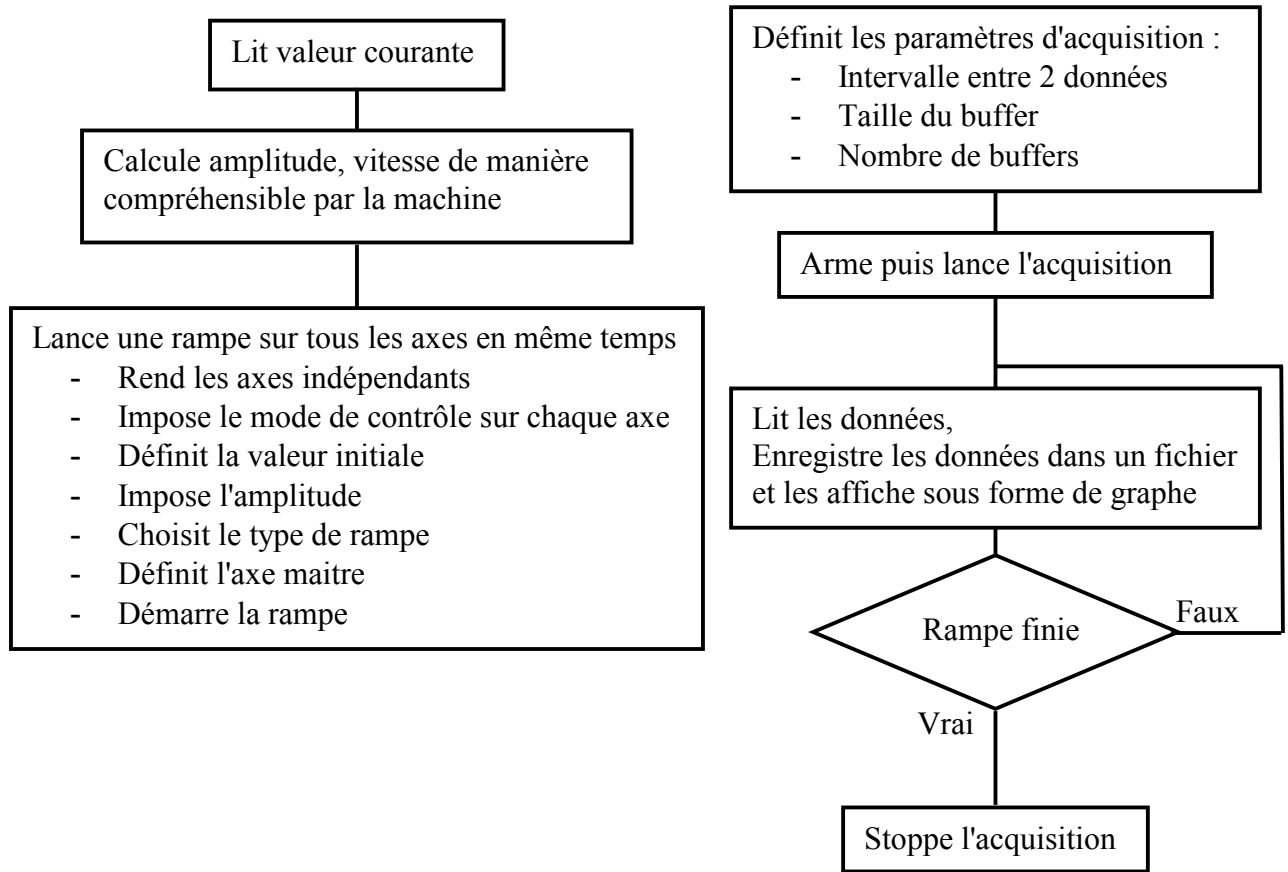 Lit valeur courante
Calcule amplitude, vitesse de manière
compréhensible par la machine
Lance une rampe sur tous les axes en même temps
- Rend les axes indépendants
- Impose le mode de contrôle sur chaque axe
- Définit la valeur initiale
- Impose l'amplitude
- Choisit le type de rampe
- Définit l'axe maitre
- Démarre la rampe
Définit les paramètres d'acquisition :
- Intervalle entre 2 données
- Taille du buffer
- Nombre de buffers
Arme puis lance l'acquisition
Lit les données,
Enregistre les données dans un fichier
et les affiche sous forme de graphe
Rampe finie
Faux
Vrai
Stoppe l'acquisition